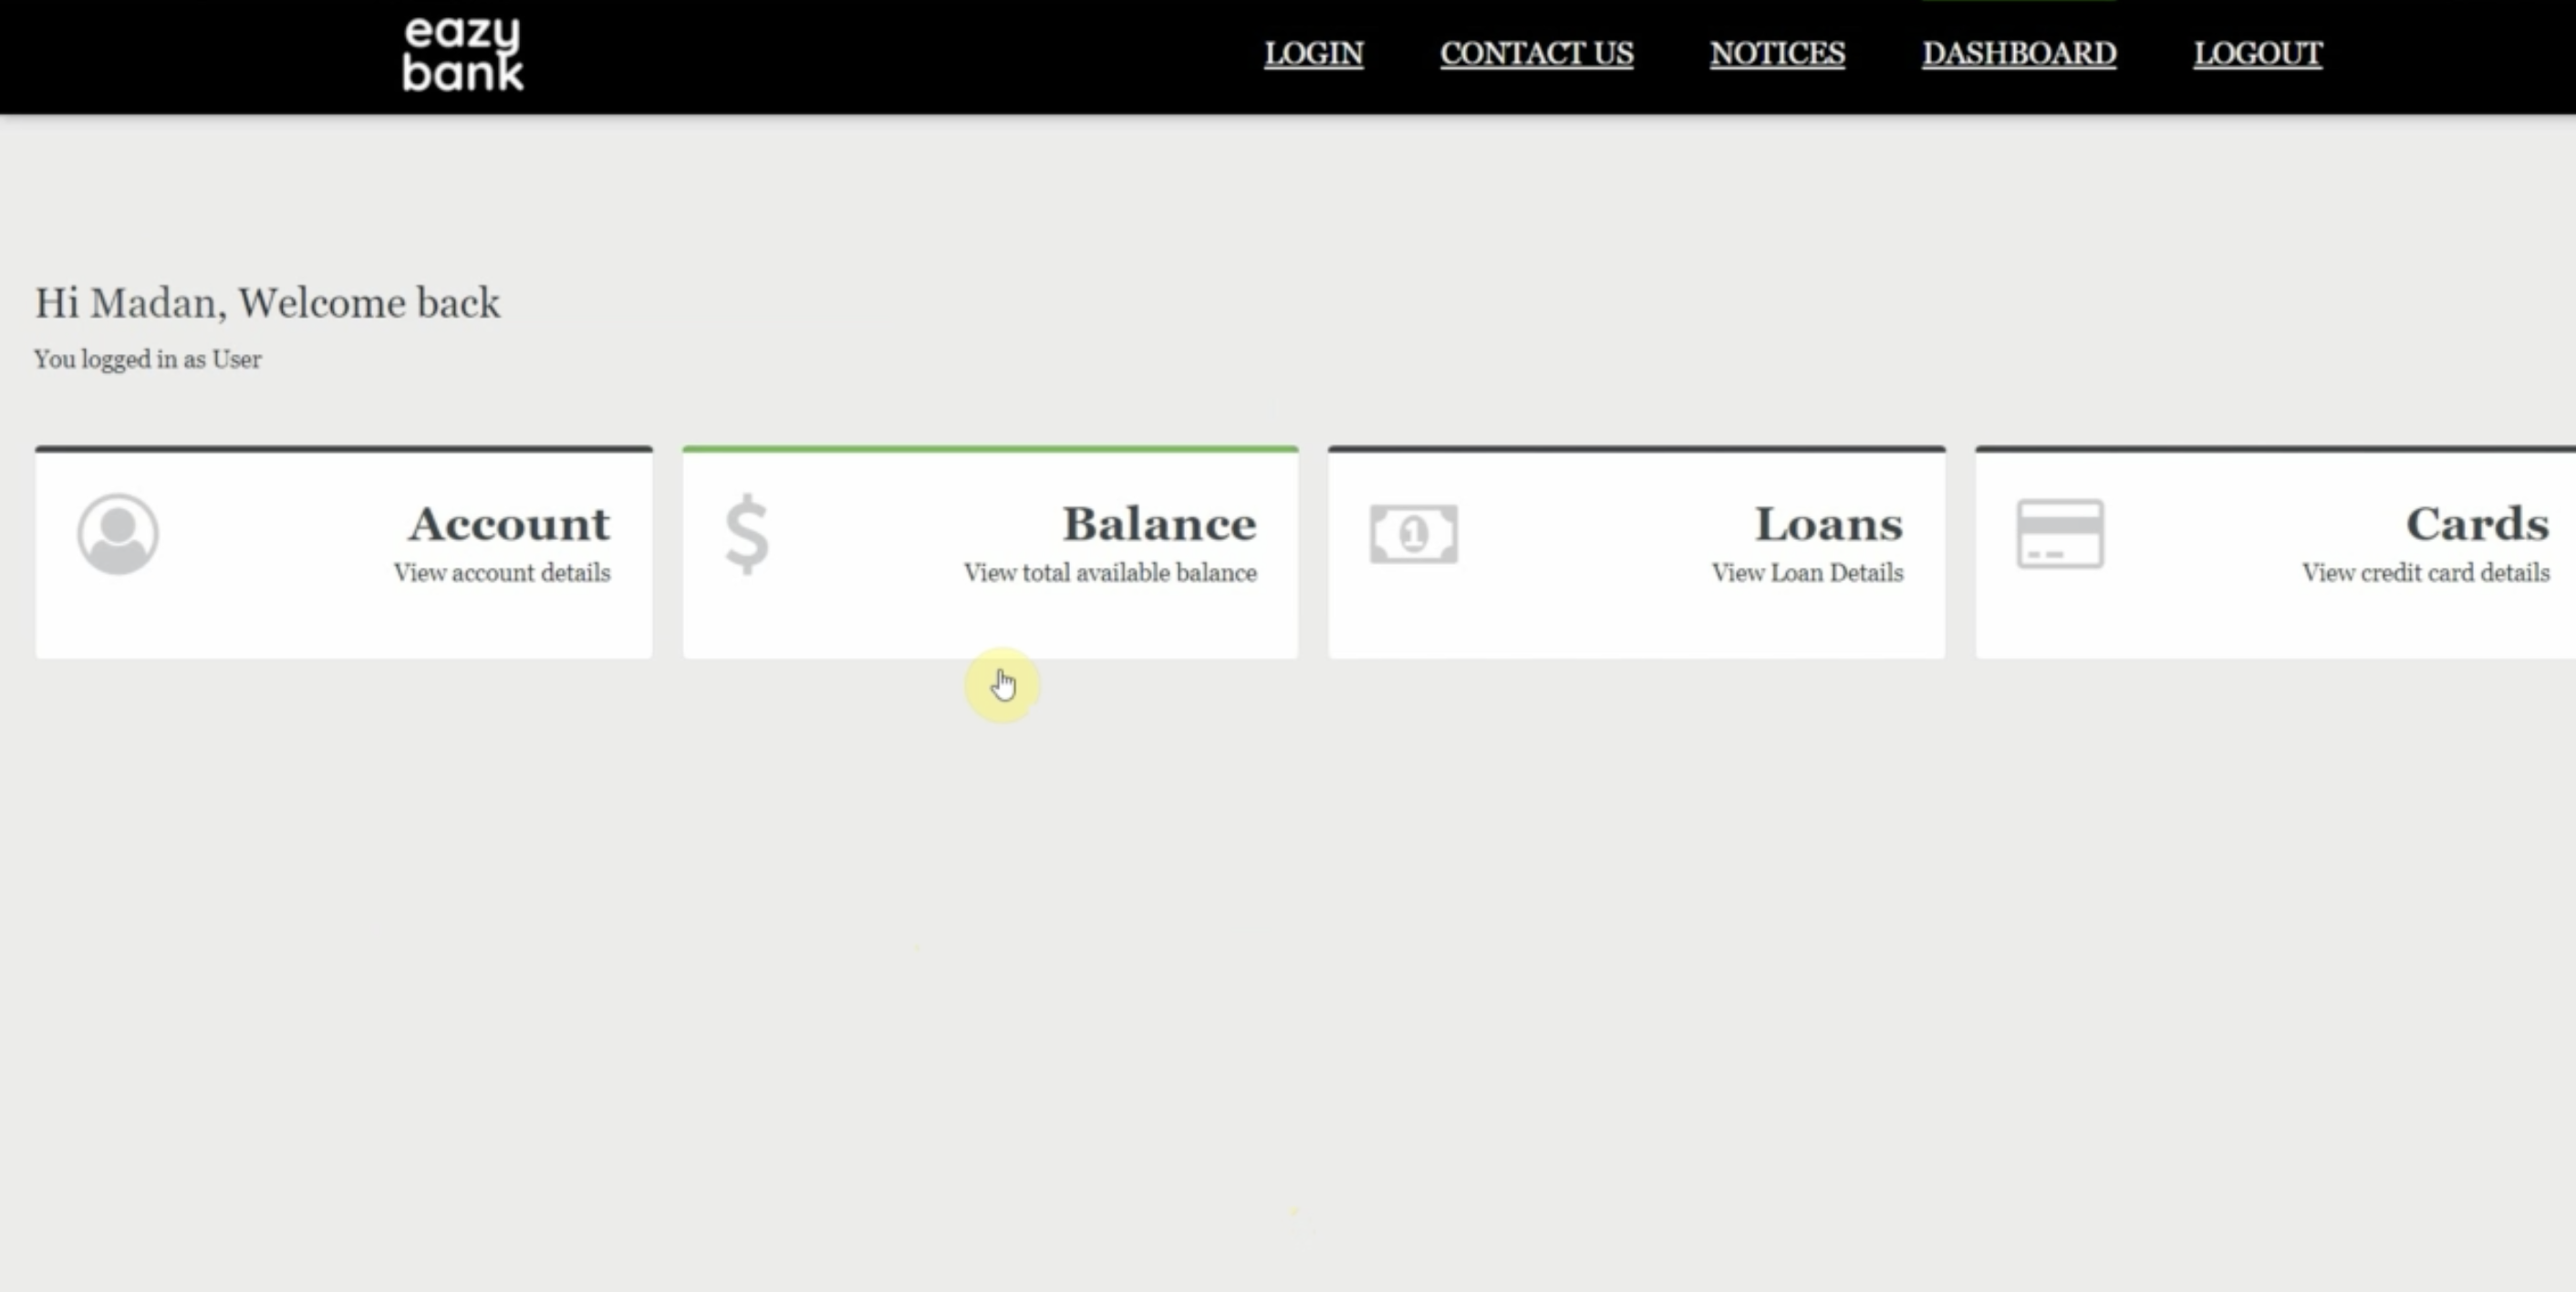 eazy
bank
LOGIN CONTACT US NOTICES DASHBOARD LOGOUT
Hi Madan, Welcome back
You logged in as User
Account
View account details
$
Balance
View total available balance
1
Loans
View Loan Details
Cards
View credit card details